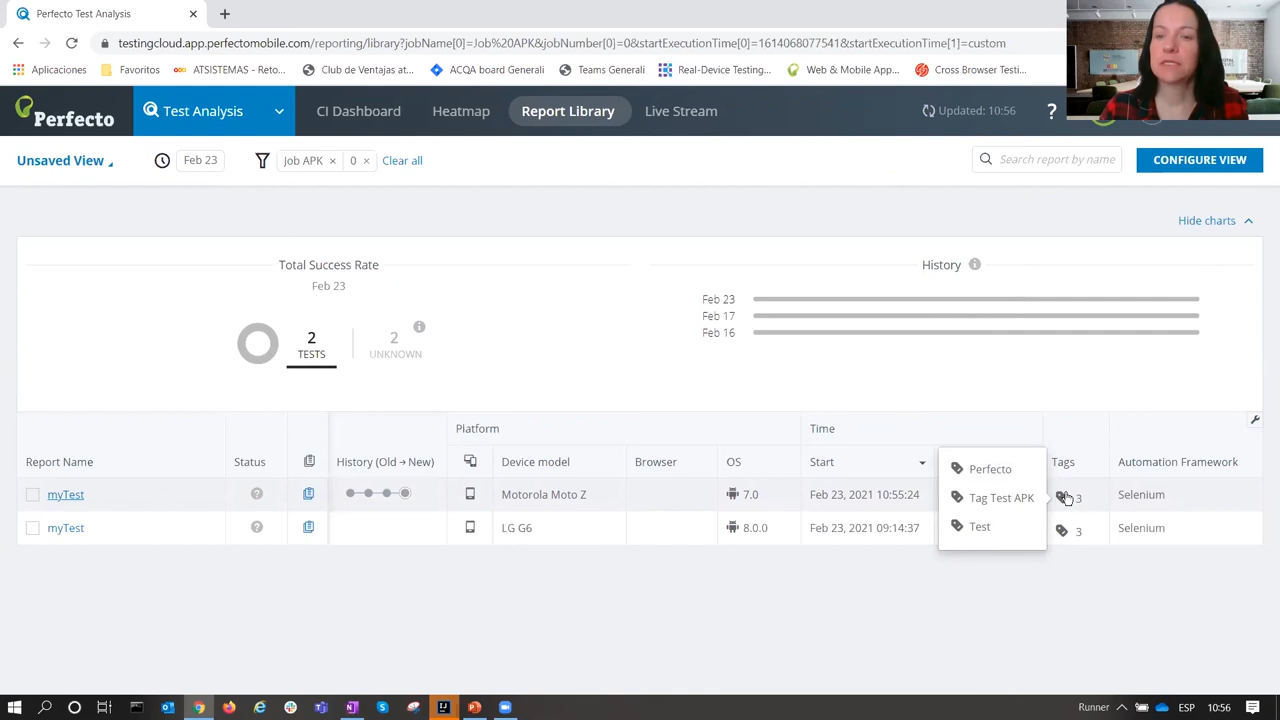 Perfecto Test Analysis
testingcloud.app.perfectomobile.com/reporting/library?jobName[0]=Job%20APK&jobNumber[0]=0&startExecutionTime[0]=1614068077541&startExecutionTime[1]=custom
Aplicaciones
Favoritos
ATSISTEMAS - Reto...
Club de Ventajas at...
ACQA board General
Teams Generali
Real-Device Testing...
Web & Mobile App...
Cross Browser Testi...
Perfecto
Test Analysis
CI Dashboard
Heatmap
Report Library
Live Stream
Updated: 10:56
?
Unsaved View
Feb 23
Job APK ×
0 ×
Clear all
Search report by name
CONFIGURE VIEW
Hide charts
Total Success Rate
Feb 23
2
TESTS
2
UNKNOWN
History
Feb 23
Feb 17
Feb 16
Platform
Time
Report Name
Status
History (Old → New)
Device model
Browser
OS
Start
Tags
Automation Framework
myTest
Motorola Moto Z
7.0
Feb 23, 2021 10:55:24
3
Selenium
myTest
LG G6
8.0.0
Feb 23, 2021 09:14:37
3
Selenium
Perfecto
Tag Test APK
Test
Runner
ESP
10:56